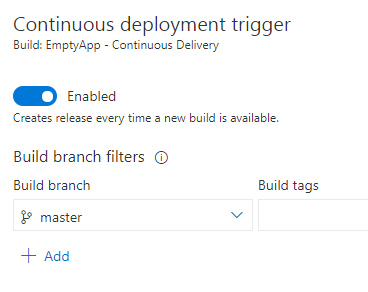 Continuous deployment trigger
Build: EmptyApp - Continuous Delivery
Enabled
Creates release every time a new build is available.
Build branch filters
Build branch Build tags
master
Add